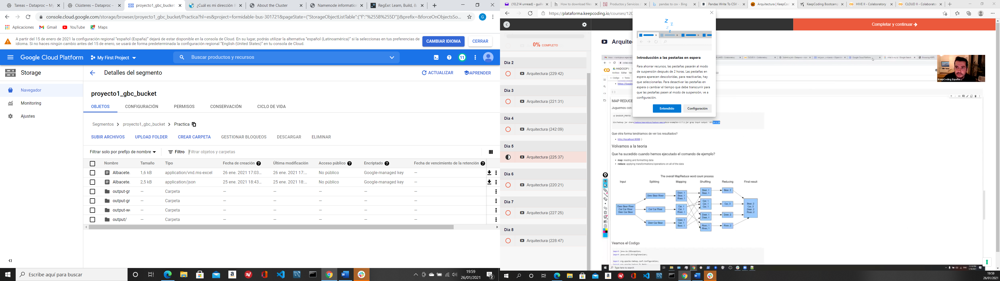 Tareas – Dataproc – My
Clústeres – Dataproc –
proyecto1_gbc_bucket
¿Cuál es mi dirección I
About the Cluster
Namenode information
RegExr: Learn, Build, &
console.cloud.google.com/storage/browser/proyecto1_gbc_bucket/Practica?hl=es&project=formidable-bus-301721&pageState=("StorageObjectListTable":("f":"%255B%255D"))&prefix=&forceOnObjectsSo...
G
Aplicaciones
Gmail
YouTube
Maps
A partir del 15 de enero de 2021 la configuración regional "español (España)" dejará de estar disponible en la consola de Cloud. En su lugar, podrás utilizar la alternativa "español (Latinoamérica)" si la seleccionas en tus preferencias de
idioma. Si no haces ningún cambio antes del 15 de enero, se usará de forma predeterminada la configuración regional "English (United States)" en tu consola de Cloud.
CAMBIAR IDIOMA
CERRAR
Google Cloud Platform
My First Project
Buscar productos y recursos
11
Storage
Detalles del segmento
ACTUALIZAR
APRENDER
Navegador
Monitoring
Ajustes
proyecto1_gbc_bucket
OBJETOS
CONFIGURACIÓN
PERMISOS
CONSERVACIÓN
CICLO DE VIDA
Segmentos > proyecto1_gbc_bucket > Practica
SUBIR ARCHIVOS
UPLOAD FOLDER
CREAR CARPETA
GESTIONAR BLOQUEOS
DESCARGAR
ELIMINAR
Filtrar solo por prefijo de nombre
Filtro
Filtrar objetos y carpetas
Nombre Tamaño Tipo Fecha de creación Última modificación Acceso público Encriptado Fecha de vencimiento de la retención
Albacete. 1,6 kB application/vnd.ms-excel 26 ene. 2021 17:03... 26 ene. 2021 17:... No público Google-managed key —
Albacete. 2,5 kB application/json 25 ene. 2021 18:43... 25 ene. 2021 18:... No público Google-managed key —
output-gr — Carpeta — — — — —
output-gr — Carpeta — — — — —
output-wo — Carpeta — — — — —
output/ — Carpeta — — — — —
Escribe aquí para buscar
19:59
26/01/2021
2
(10,214 unread) - guille
How to download files
Productos y Servicios
pandas to csv - Bing
Pandas Write To CSV -
Arquitectura | KeepCo
KeepCoding Bootcamp
HIVE II - Colaboratory
CLOUD II - Colaborato
https://plataforma.keepcoding.io/courses/120
Completar y continuar →
0% COMPLETO
Día 2
Arquitectura (229:42)
Día 3
Arquitectura (221:31)
Día 4
Arquitectura (242:09)
Día 5
Arquitectura (225:37)
Día 6
Arquitectura (220:21)
Día 7
Arquitectura (227:25)
Día 8
Arquitectura (228:47)
Arquite
Introducción a las pestañas en espera
Para ahorrar recursos, las pestañas pasarán al modo
de suspensión después de 2 horas. Las pestañas en
espera aparecen descoloridas, para reactivarlas, hay
que seleccionarlas. Para desactivar las pestañas en
espera o cambiar el tiempo que debe transcurrir para
que las pestañas pasen al modo de suspensión, ve a
configuración.
Entendido
Configuración
KeepCoding España
HADOOP I
Archivo Editar Ver
+ Código + Texto
MAP REDUCE
Juguemos con
cd $HADOOP_PREFIX
Que otra forma tendriamos de ver los resultados?
http://localhost:8088 :)
Volvamos a la teoria
Que ha sucedido cuando hemos ejecutado el comando de ejemplo?
map: reading and formatting data
reduce: applying transformations/operations on all of the data
The overall MapReduce word count process
Input Splitting Mapping Shuffling Reducing Final result
Deer Bear River
Car Car River
Deer Car Bear
Deer Bear River
Car Car River
Deer Car Bear
Deer, 1
Bear, 1
River, 1
Car, 1
Car, 1
River, 1
Deer, 1
Car, 1
Bear, 1
Bear, 1
Bear, 1
Car, 1
Car, 1
Car, 1
Deer, 1
Deer, 1
River, 1
River, 1
Bear, 2
Car, 3
Deer, 2
River, 2
Bear, 2
Car, 3
Deer, 2
River, 2
Veamos el Codigo
import java.io.IOException;
import java.util.StringTokenizer;
import org.apache.hadoop.conf.Configuration;
Type here to search
19:59
26/01/2021